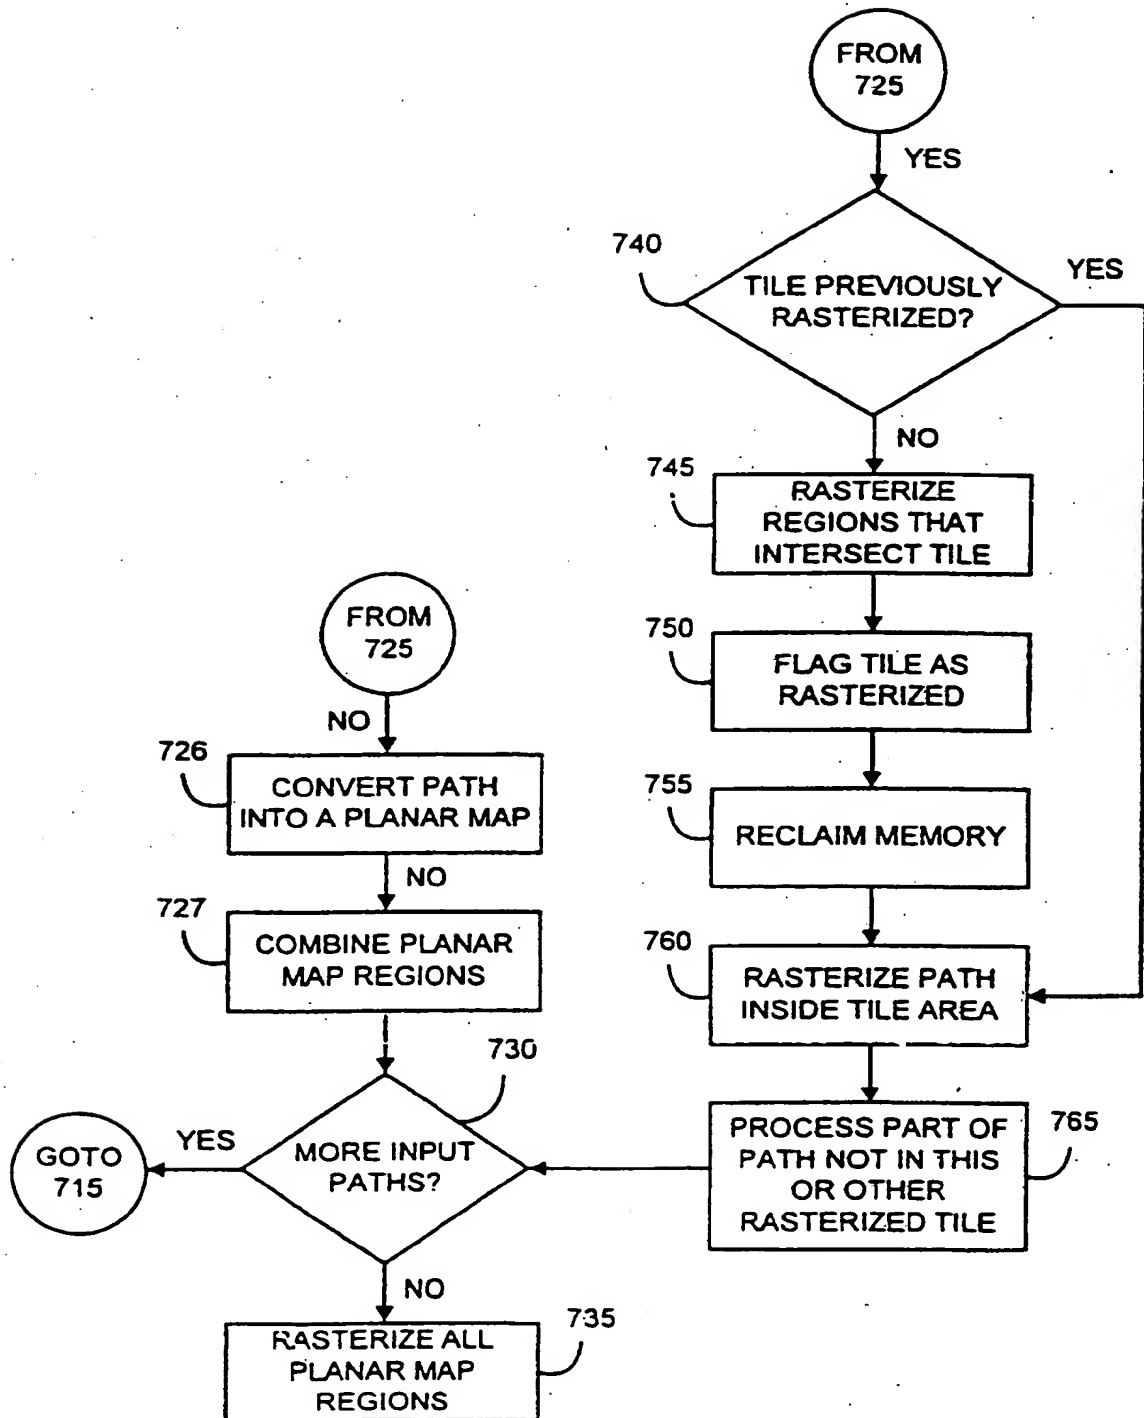 FROM
725
YES
740
TILE PREVIOUSLY
RASTERIZED?
YES
NO
745
RASTERIZE
REGIONS THAT
INTERSECT TILE
750
FLAG TILE AS
RASTERIZED
755
RECLAIM MEMORY
760
RASTERIZE PATH
INSIDE TILE AREA
PROCESS PART OF
PATH NOT IN THIS
OR OTHER
RASTERIZED TILE
765
FROM
725
NO
726
CONVERT PATH
INTO A PLANAR MAP
NO
727
COMBINE PLANAR
MAP REGIONS
730
MORE INPUT
PATHS?
YES
GOTO
715
NO
735
RASTERIZE ALL
PLANAR MAP
REGIONS